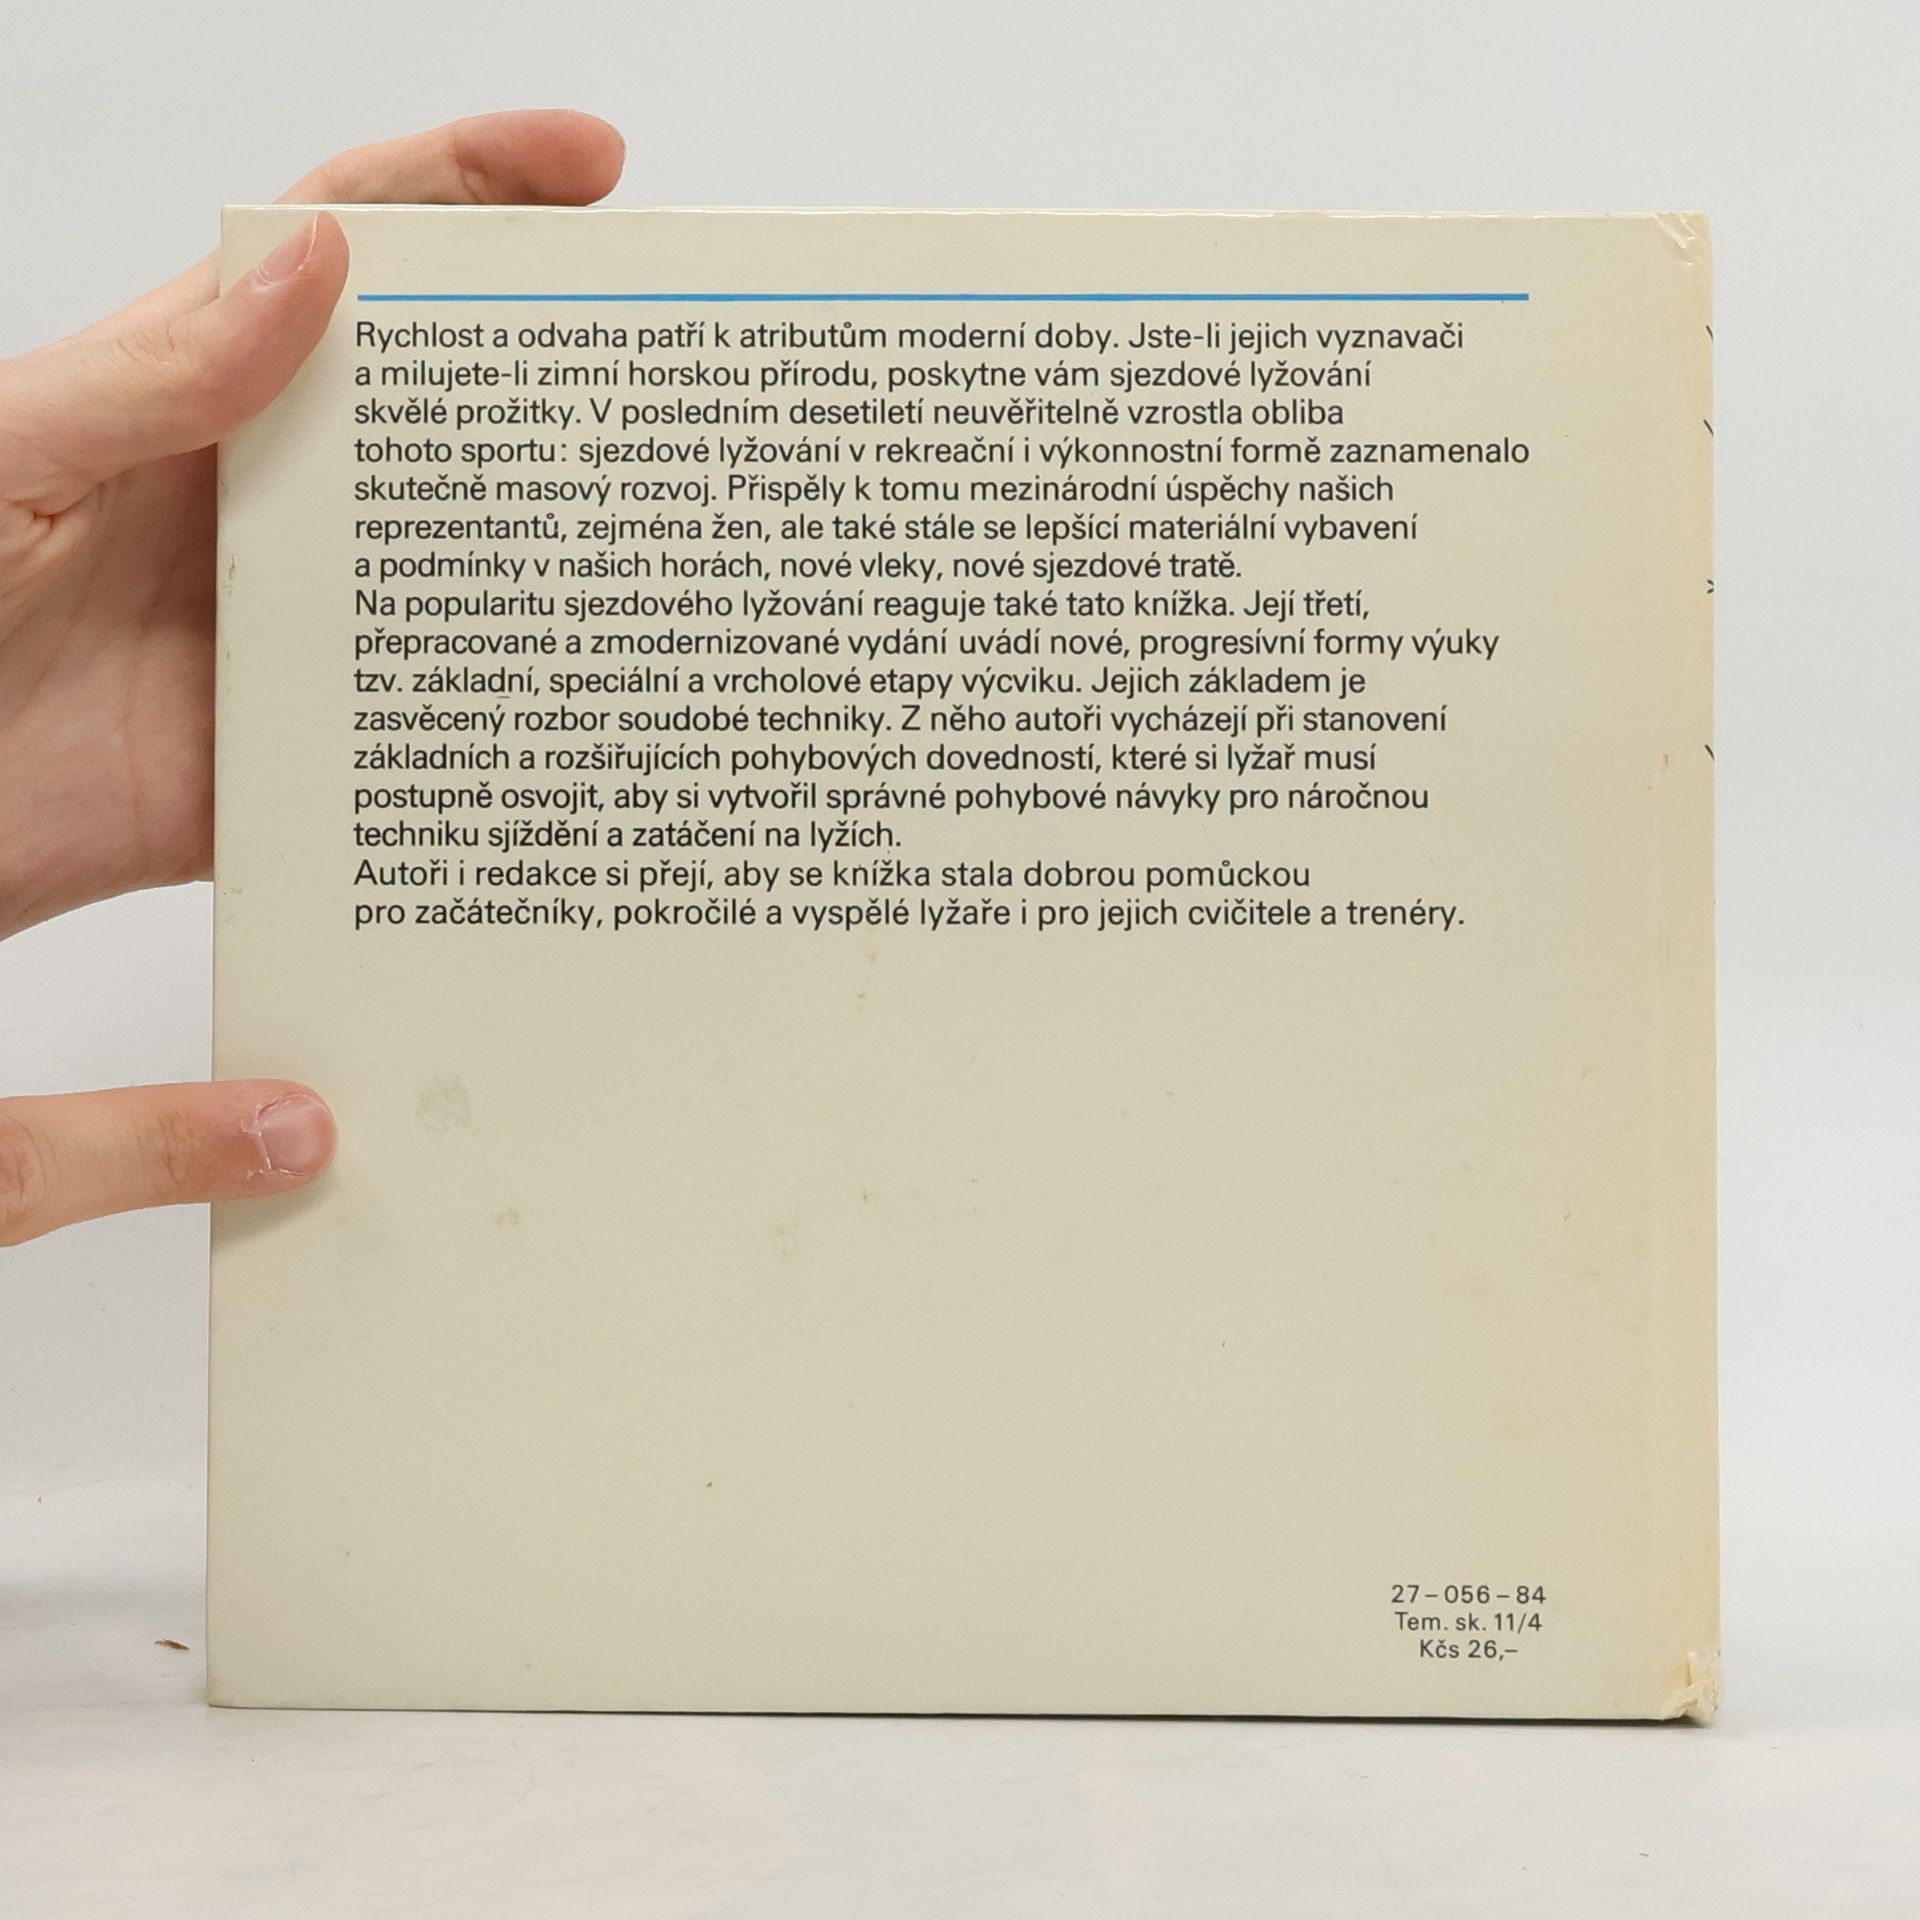 Rychlost a odvaha patří k atributům moderní doby. Jste-li jejich vyznavači
a milujete-li zimní horskou přírodu, poskytne vám sjezdové lyžování
skvělé prožitky. V posledním desetiletí neuvěřitelně vzrostla obliba
tohoto sportu: sjezdové lyžování v rekreační i výkonnostní formě zaznamenalo
skutečně masový rozvoj. Přispěly k tomu mezinárodní úspěchy našich
reprezentantů, zejména žen, ale také stále se lepšící materiální vybavení
a podmínky v našich horách, nové vleky, nové sjezdové tratě.
Na popularitu sjezdového lyžování reaguje také tato knížka. Její třetí,
přepracované a zmodernizované vydání uvádí nové, progresívní formy výuky
tzv. základní, speciální a vrcholové etapy výcviku. Jejich základem je
zasvěcený rozbor soudobé techniky. Z něho autoři vycházejí při stanovení
základních a rozšiřujících pohybových dovedností, které si lyžař musí
postupně osvojit, aby si vytvořil správné pohybové návyky pro náročnou
techniku sjíždění a zatáčení na lyžích.
Autoři i redakce si přejí, aby se knížka stala dobrou pomůckou
pro začátečníky, pokročilé a vyspělé lyžaře i pro jejich cvičitele a trenéry.
27–056–84
Tem. sk. 11/4
Kčs 26,–